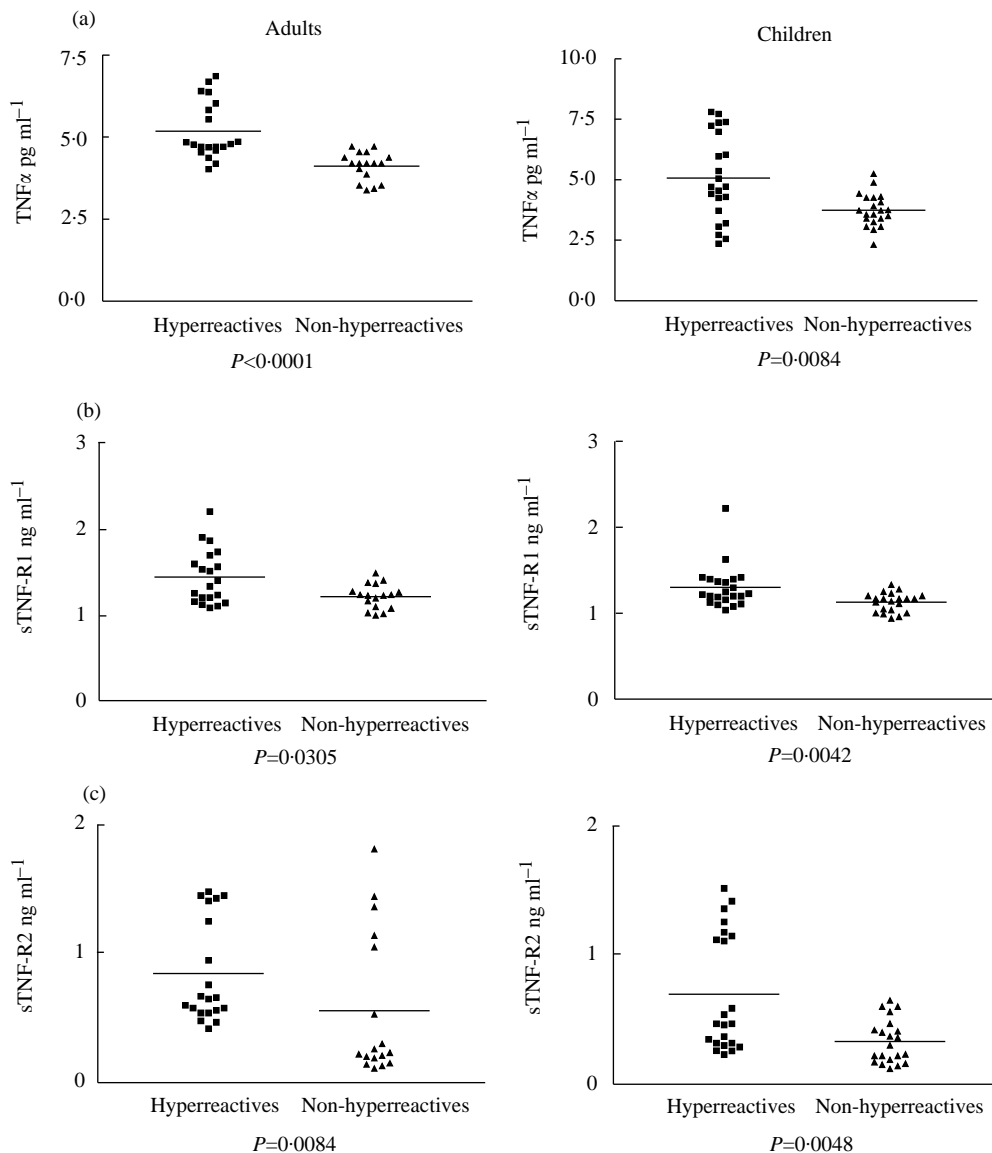 (a)
Adults
Children
TNFα pg ml⁻¹
7·5
5·0
2·5
0·0
Hyperreactives Non-hyperreactives
P<0·0001
TNFα pg ml⁻¹
10·0
7·5
5·0
2·5
0·0
Hyperreactives Non-hyperreactives
P=0·0084
(b)
sTNF-R1 ng ml⁻¹
3
2
1
0
Hyperreactives Non-hyperreactives
P=0·0305
sTNF-R1 ng ml⁻¹
3
2
1
0
Hyperreactives Non-hyperreactives
P=0·0042
(c)
sTNF-R2 ng ml⁻¹
2
1
0
Hyperreactives Non-hyperreactives
P=0·0084
sTNF-R2 ng ml⁻¹
2
1
0
Hyperreactives Non-hyperreactives
P=0·0048